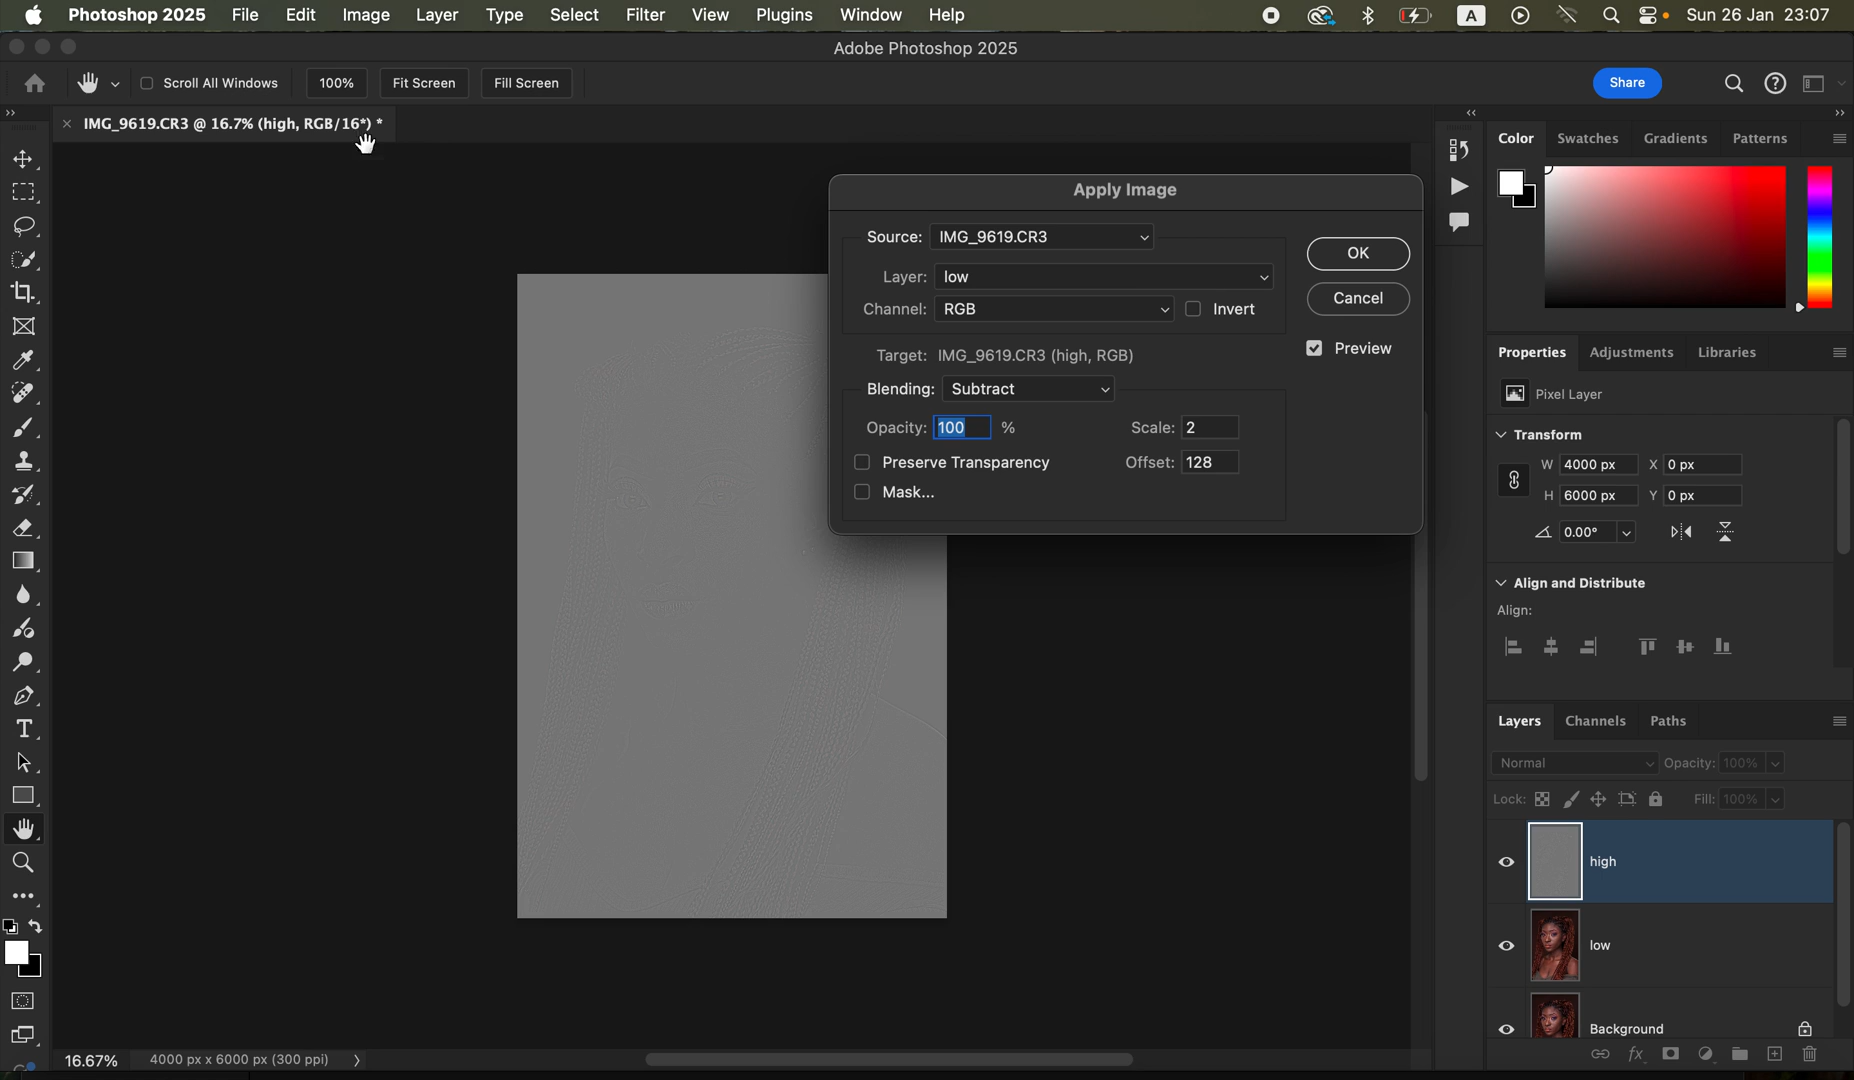 Photoshop 2025 File Edit Image Layer Type Select Filter View Plugins Window Help A Sun 26 Jan 23:07
Adobe Photoshop 2025
Scroll All Windows 100% Fit Screen Fill Screen Share
IMG_9619.CR3 @ 16.7% (high, RGB/16*) *
Color Swatches Gradients Patterns
Apply Image
Source: IMG_9619.CR3
OK
Layer: low
Cancel
Channel: RGB Invert
Preview
Target: IMG_9619.CR3 (high, RGB)
Blending: Subtract
Opacity: 100 % Scale: 2
Preserve Transparency Offset: 128
Mask...
Properties Adjustments Libraries
Pixel Layer
Transform
W 4000 px X 0 px
H 6000 px Y 0 px
0.00°
Align and Distribute
Align:
Layers Channels Paths
Normal Opacity: 100%
Lock: Fill: 100%
high
low
Background
T
fx
16.67% 4000 px x 6000 px (300 ppi)